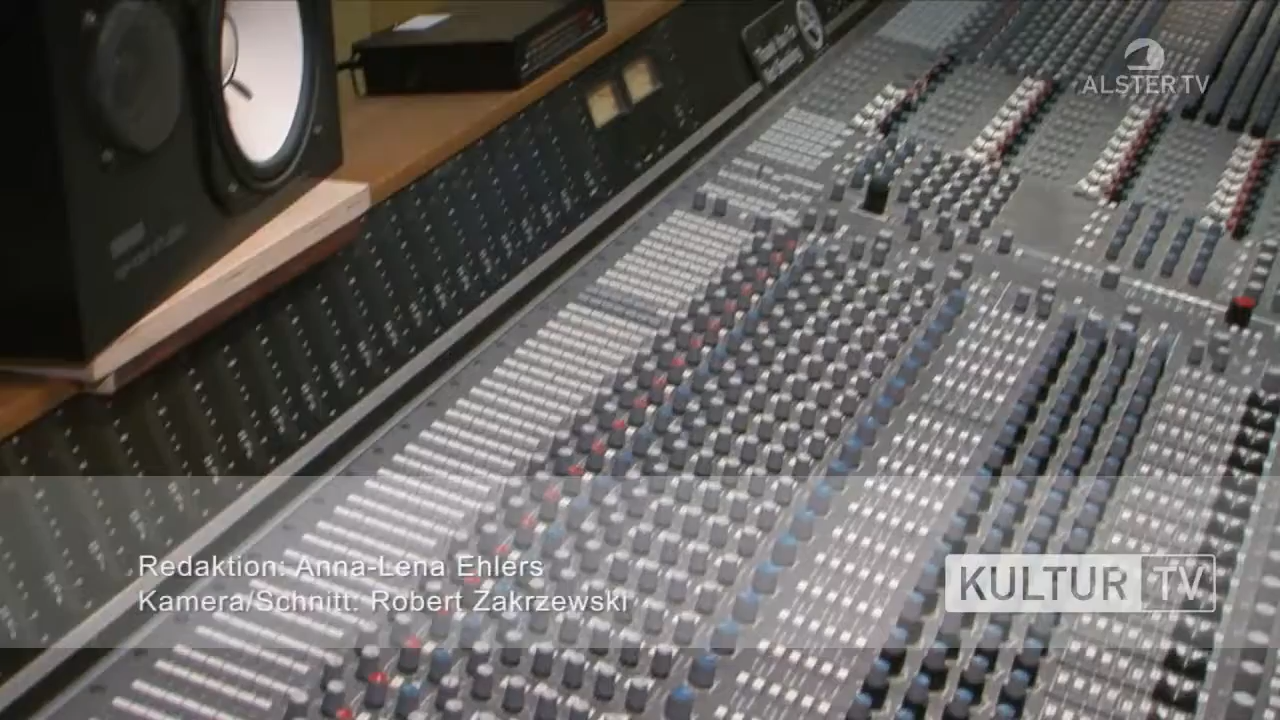 ALSTER TV
Redaktion: Anna-Lena Ehlers
Kamera/Schnitt: Robert Zakrzewski
KULTUR TV